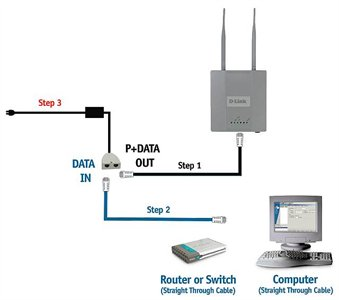 D-Link
Step 3
P+DATA
OUT
DATA
IN
Step 1
Step 2
Router or Switch
(Straight Through Cable)
Computer
(Straight Through Cable)